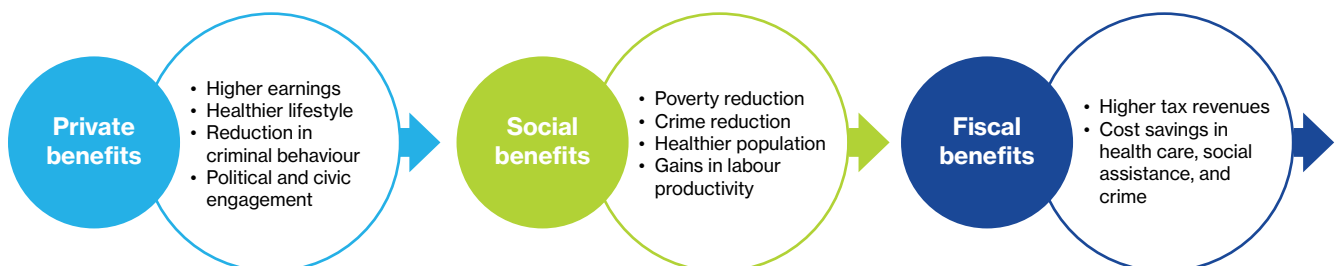 Private
benefits
• Higher earnings
• Healthier lifestyle
• Reduction in
criminal behaviour
• Political and civic
engagement
Social
benefits
• Poverty reduction
• Crime reduction
• Healthier population
• Gains in labour
productivity
Fiscal
benefits
• Higher tax revenues
• Cost savings in
health care, social
assistance, and
crime